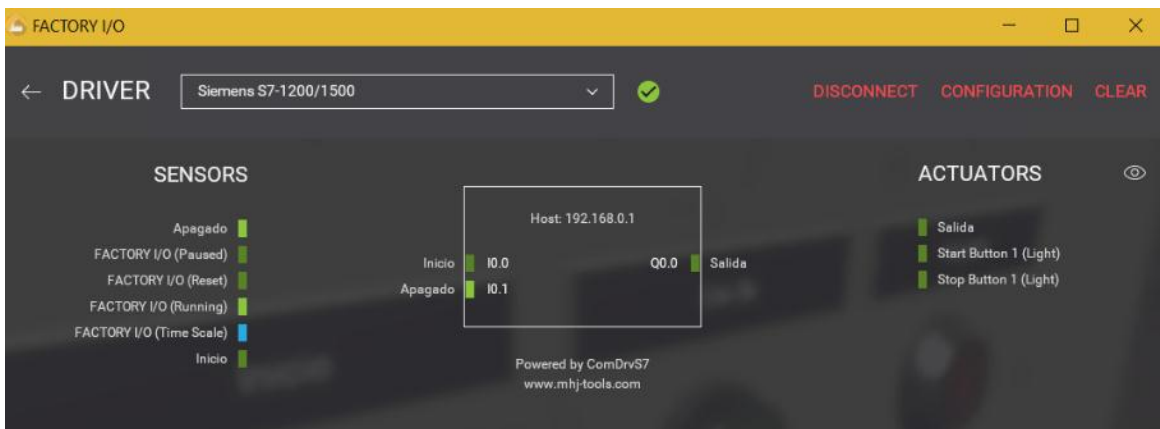 FACTORY I/O
DRIVER Siemens S7-1200/1500 DISCONNECT CONFIGURATION CLEAR
SENSORS
Apagado
FACTORY I/O (Paused)
FACTORY I/O (Reset)
FACTORY I/O (Running)
FACTORY I/O (Time Scale)
Inicio
Host: 192.168.0.1
Inicio I0.0 Q0.0 Salida
Apagado I0.1
Powered by ComDrvS7
www.mhj-tools.com
ACTUATORS
Salida
Start Button 1 (Light)
Stop Button 1 (Light)